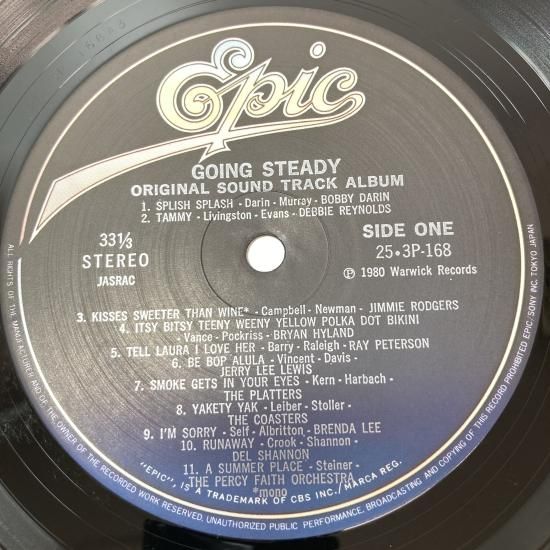 Epic
GOING STEADY
ORIGINAL SOUND TRACK ALBUM
1. SPLISH SPLASH - Darin - Murray - BOBBY DARIN
2. TAMMY - Livingston - Evans - DEBBIE REYNOLDS
33 1/3
STEREO
JASRAC
SIDE ONE
25•3P-168
Ⓟ 1980 Warwick Records
3. KISSES SWEETER THAN WINE* - Campbell - Newman - JIMMIE RODGERS
4. ITSY BITSY TEENY WEENY YELLOW POLKA DOT BIKINI
- Vance - Pockriss - BRYAN HYLAND
5. TELL LAURA I LOVE HER - Barry - Raleigh - RAY PETERSON
6. BE BOP ALULA - Vincent - Davis -
JERRY LEE LEWIS
7. SMOKE GETS IN YOUR EYES - Kern - Harbach -
THE PLATTERS
8. YAKETY YAK - Leiber - Stoller -
THE COASTERS
9. I'M SORRY - Self - Albritton - BRENDA LEE
10. RUNAWAY - Crook - Shannon -
DEL SHANNON
11. A SUMMER PLACE - Steiner -
THE PERCY FAITH ORCHESTRA
*mono
"EPIC", IS A TRADEMARK OF CBS INC./MARCA REG.
ALL RIGHTS OF THE MANUFACTURER AND OF THE OWNER OF THE RECORDED WORK RESERVED. UNAUTHORIZED PUBLIC PERFORMANCE, BROADCASTING AND COPYING OF THIS RECORD PROHIBITED EPIC/SONY INC. TOKYO JAPAN